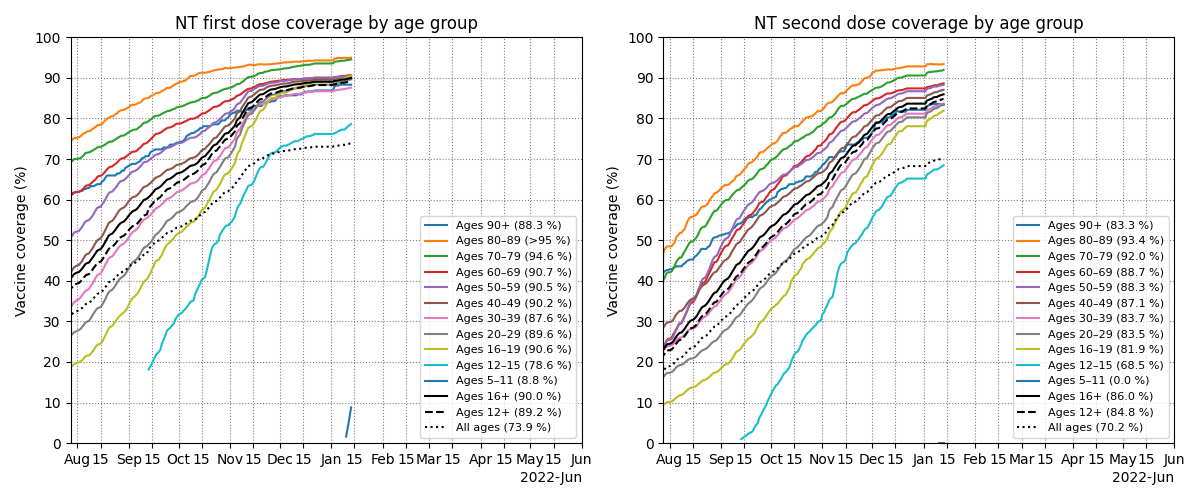 NT first dose coverage by age group
Vaccine coverage (%)
100
90
80
70
60
50
40
30
20
10
0
Ages 90+ (88.3 %)
Ages 80–89 (>95 %)
Ages 70–79 (94.6 %)
Ages 60–69 (90.7 %)
Ages 50–59 (90.5 %)
Ages 40–49 (90.2 %)
Ages 30–39 (87.6 %)
Ages 20–29 (89.6 %)
Ages 16–19 (90.6 %)
Ages 12–15 (78.6 %)
Ages 5–11 (8.8 %)
Ages 16+ (90.0 %)
Ages 12+ (89.2 %)
All ages (73.9 %)
Aug 15 Sep 15 Oct 15 Nov 15 Dec 15 Jan 15 Feb 15 Mar 15 Apr 15 May 15 Jun
2022-Jun
NT second dose coverage by age group
Vaccine coverage (%)
100
90
80
70
60
50
40
30
20
10
0
Ages 90+ (83.3 %)
Ages 80–89 (93.4 %)
Ages 70–79 (92.0 %)
Ages 60–69 (88.7 %)
Ages 50–59 (88.3 %)
Ages 40–49 (87.1 %)
Ages 30–39 (83.7 %)
Ages 20–29 (83.5 %)
Ages 16–19 (81.9 %)
Ages 12–15 (68.5 %)
Ages 5–11 (0.0 %)
Ages 16+ (86.0 %)
Ages 12+ (84.8 %)
All ages (70.2 %)
Aug 15 Sep 15 Oct 15 Nov 15 Dec 15 Jan 15 Feb 15 Mar 15 Apr 15 May 15 Jun
2022-Jun